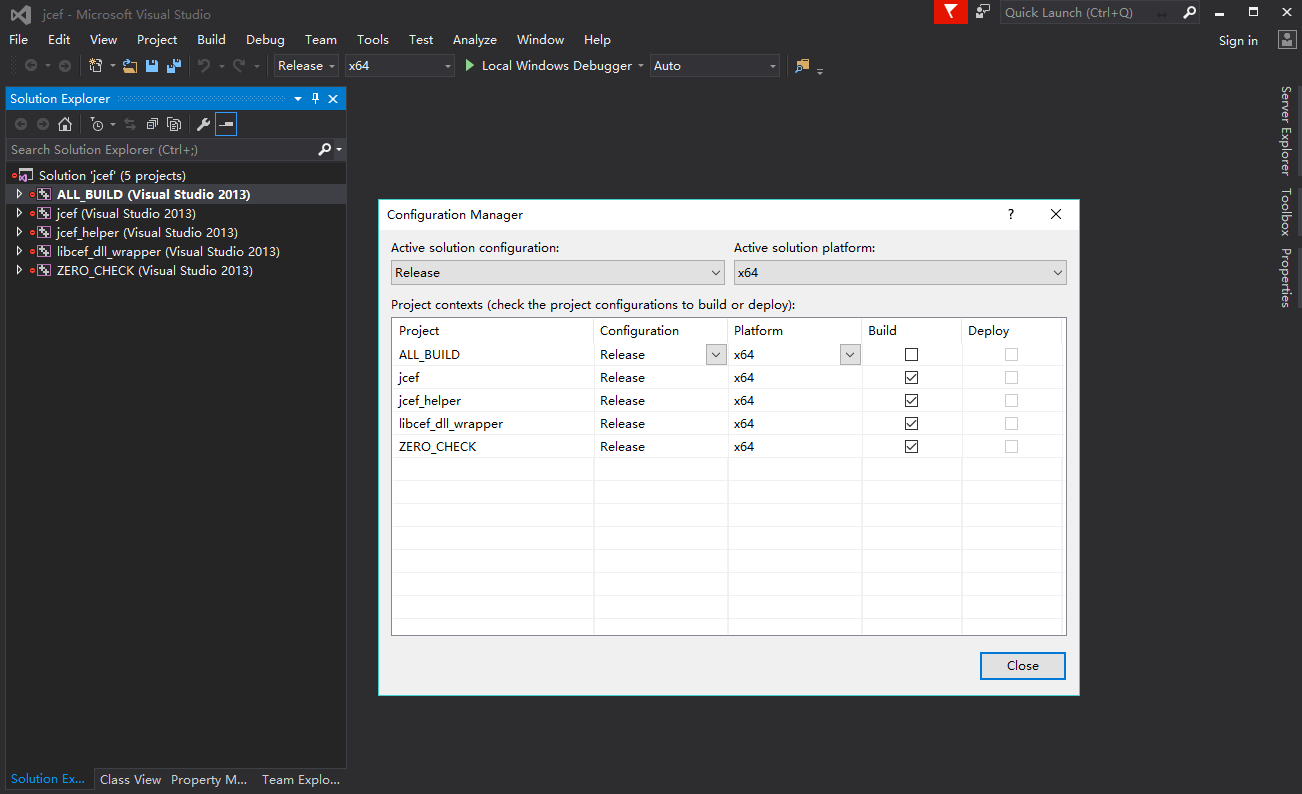 jcef - Microsoft Visual Studio
Quick Launch (Ctrl+Q)
File Edit View Project Build Debug Team Tools Test Analyze Window Help
Sign in
Release x64 Local Windows Debugger Auto
Solution Explorer
Search Solution Explorer (Ctrl+;)
Solution 'jcef' (5 projects)
ALL_BUILD (Visual Studio 2013)
jcef (Visual Studio 2013)
jcef_helper (Visual Studio 2013)
libcef_dll_wrapper (Visual Studio 2013)
ZERO_CHECK (Visual Studio 2013)
Solution Ex... Class View Property M... Team Explo...
Configuration Manager
?
Active solution configuration: Active solution platform:
Release x64
Project contexts (check the project configurations to build or deploy):
Project Configuration Platform Build Deploy
ALL_BUILD Release x64
jcef Release x64
jcef_helper Release x64
libcef_dll_wrapper Release x64
ZERO_CHECK Release x64
Close
Server Explorer
Toolbox
Properties